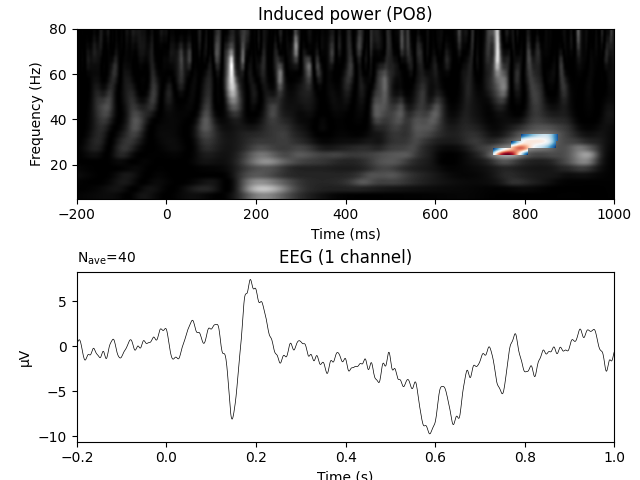 Induced power (PO8)
80
60
40
20
Frequency (Hz)
−200 0 200 400 600 800 1000
Time (ms)
Nave=40
EEG (1 channel)
5
0
−5
−10
µV
−0.2 0.0 0.2 0.4 0.6 0.8 1.0
Time (s)